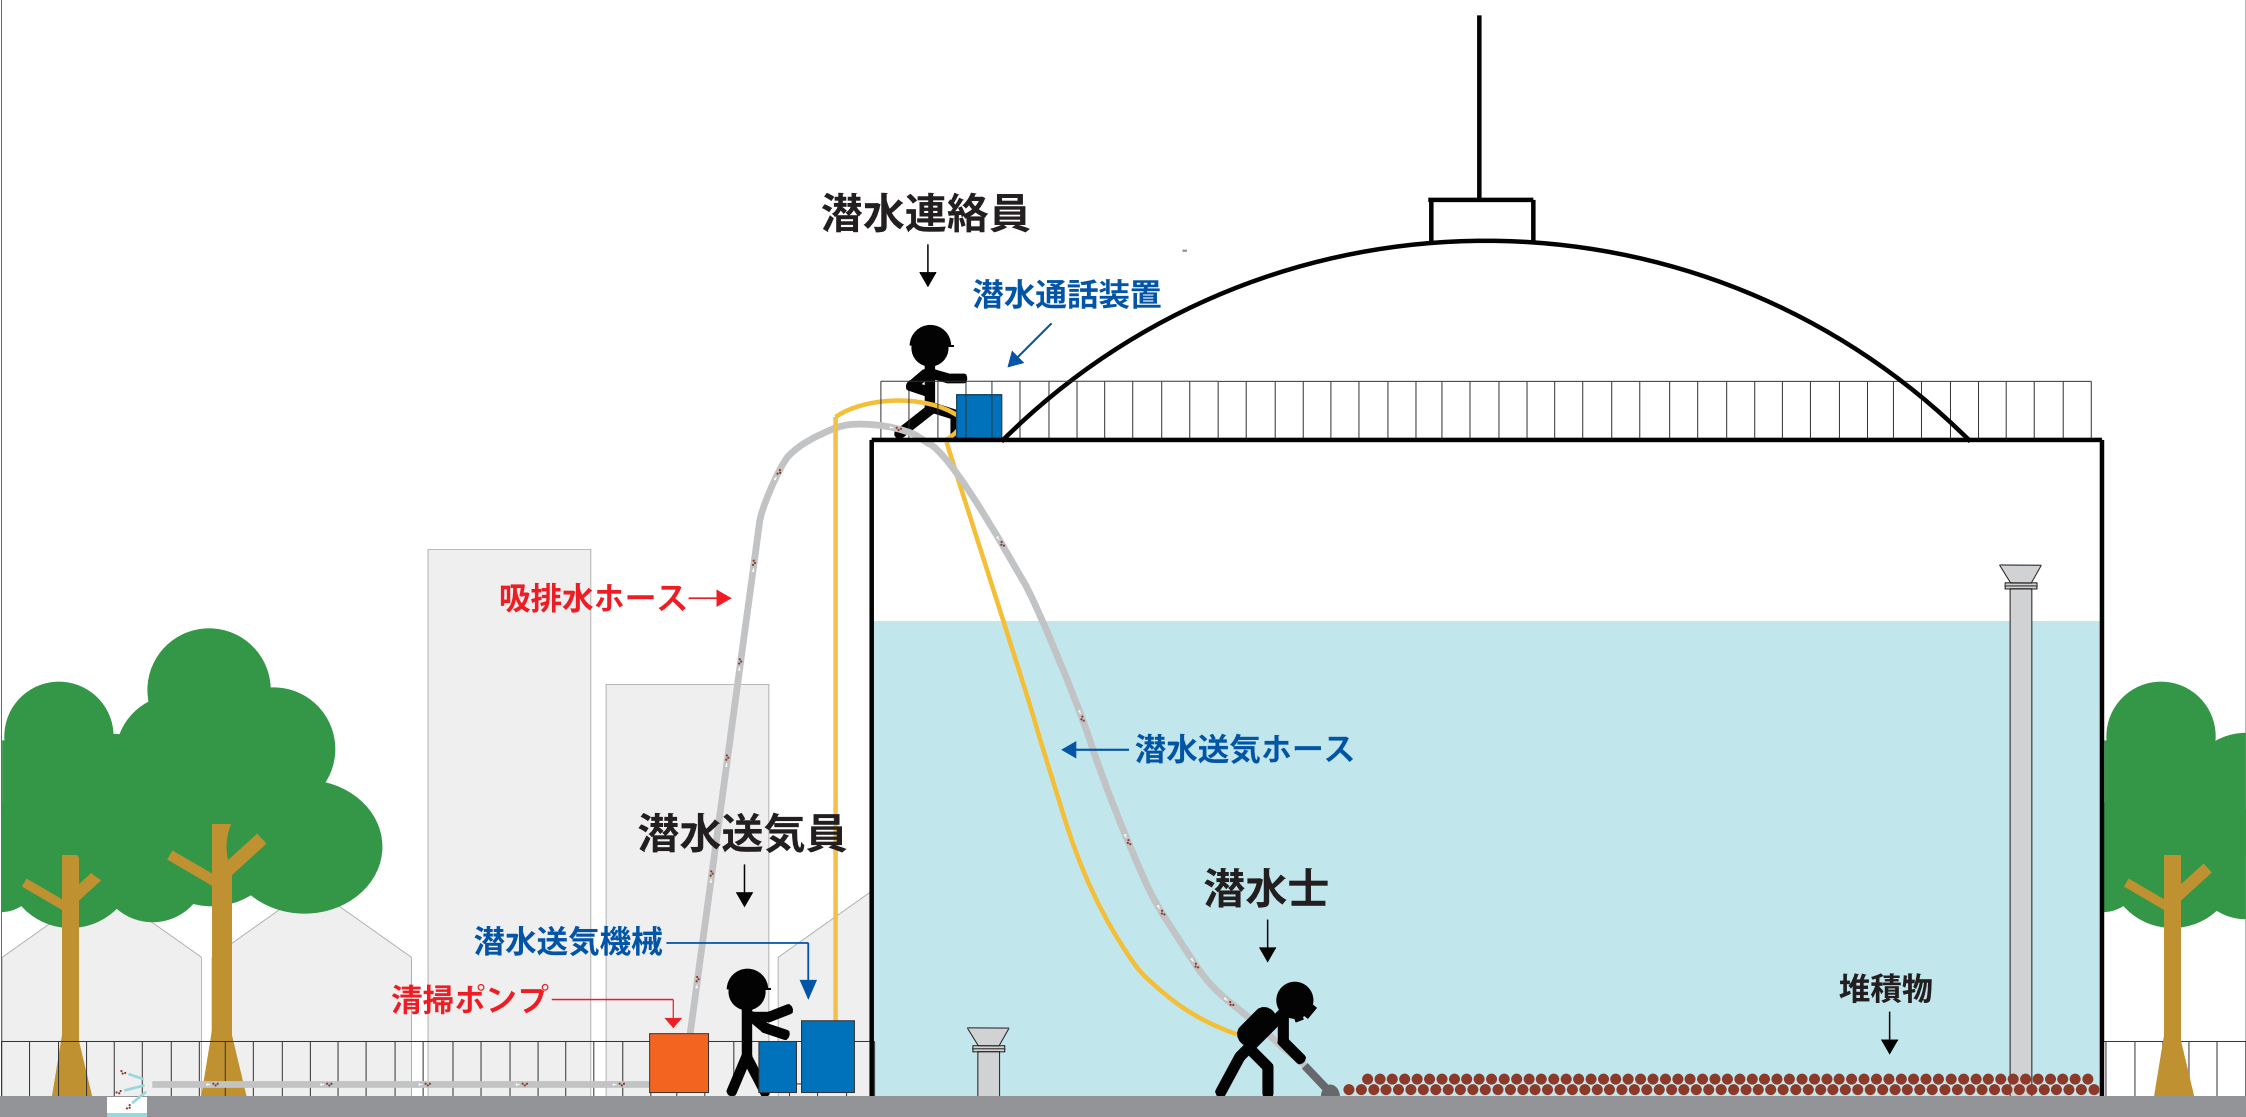 潜水連絡員
潜水通話装置
吸排水ホース
潜水送気ホース
潜水送気員
潜水士
潜水送気機械
清掃ポンプ
堆積物